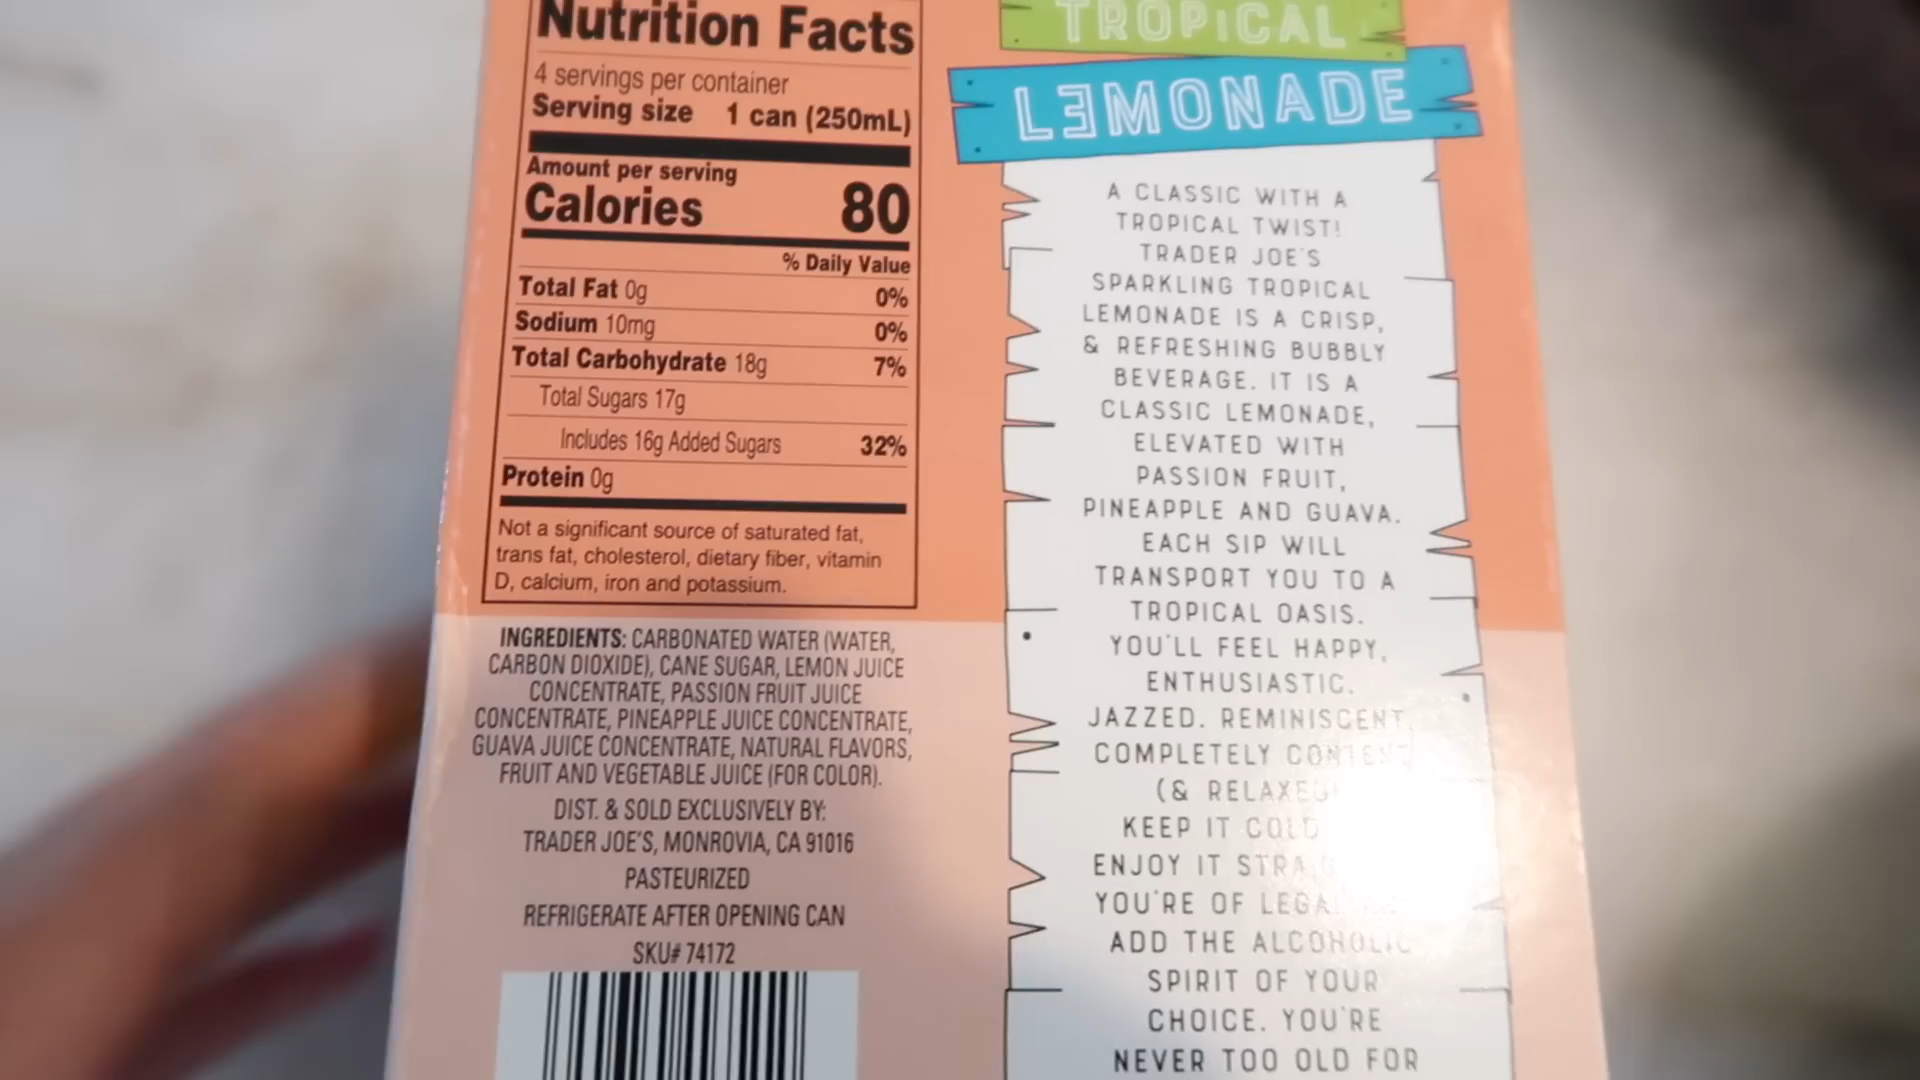 Nutrition Facts
4 servings per container
Serving size 1 can (250mL)
Amount per serving
Calories 80
% Daily Value
Total Fat 0g 0%
Sodium 10mg 0%
Total Carbohydrate 18g 7%
Total Sugars 17g
Includes 16g Added Sugars 32%
Protein 0g
Not a significant source of saturated fat,
trans fat, cholesterol, dietary fiber, vitamin
D, calcium, iron and potassium.
INGREDIENTS: CARBONATED WATER (WATER,
CARBON DIOXIDE), CANE SUGAR, LEMON JUICE
CONCENTRATE, PASSION FRUIT JUICE
CONCENTRATE, PINEAPPLE JUICE CONCENTRATE,
GUAVA JUICE CONCENTRATE, NATURAL FLAVORS,
FRUIT AND VEGETABLE JUICE (FOR COLOR).
DIST. & SOLD EXCLUSIVELY BY:
TRADER JOE'S, MONROVIA, CA 91016
PASTEURIZED
REFRIGERATE AFTER OPENING CAN
SKU# 74172
TROPICAL
LEMONADE
A CLASSIC WITH A
TROPICAL TWIST!
TRADER JOE'S
SPARKLING TROPICAL
LEMONADE IS A CRISP,
& REFRESHING BUBBLY
BEVERAGE. IT IS A
CLASSIC LEMONADE,
ELEVATED WITH
PASSION FRUIT,
PINEAPPLE AND GUAVA.
EACH SIP WILL
TRANSPORT YOU TO A
TROPICAL OASIS.
YOU'LL FEEL HAPPY,
ENTHUSIASTIC.
JAZZED. REMINISCENT,
COMPLETELY CONTENT
(& RELAXED
KEEP IT COLD
ENJOY IT
YOU'RE OF LEGAL
ADD THE ALCOHOLIC
SPIRIT OF YOUR
CHOICE. YOU'RE
NEVER TOO OLD FOR